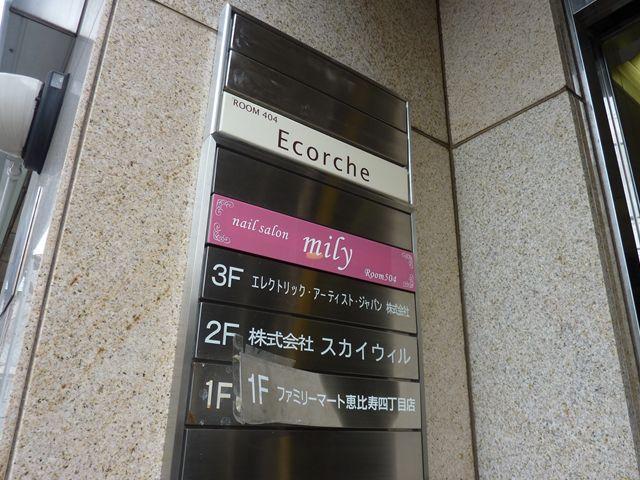 ROOM 404
Ecorche
nail salon mily Room504
3F エレクトリック・アーティスト・ジャパン 株式会社
2F 株式会社 スカイウィル
1F 1F ファミリーマート恵比寿四丁目店